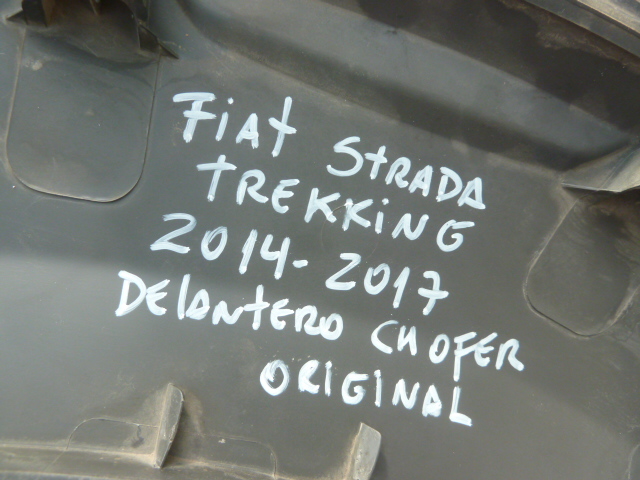 Fiat Strada
Trekking
2014-2017
Delantero Chofer
Original